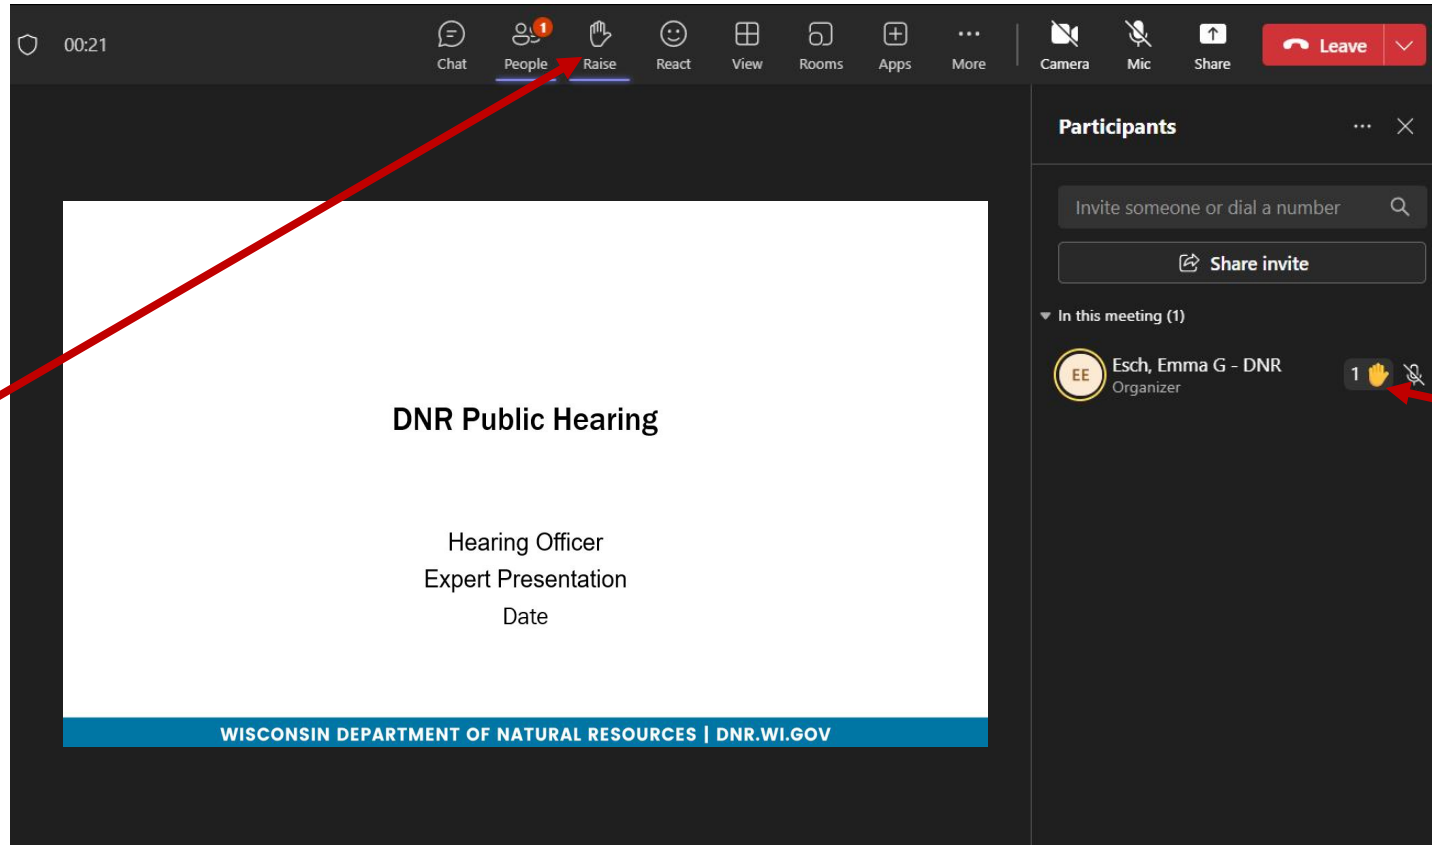 00:21
Chat
People
1
Raise
React
View
Rooms
Apps
More
Camera
Mic
Share
Leave
Participants
Invite someone or dial a number
Share invite
In this meeting (1)
EE
Esch, Emma G - DNR
Organizer
1
DNR Public Hearing
Hearing Officer
Expert Presentation
Date
WISCONSIN DEPARTMENT OF NATURAL RESOURCES | DNR.WI.GOV